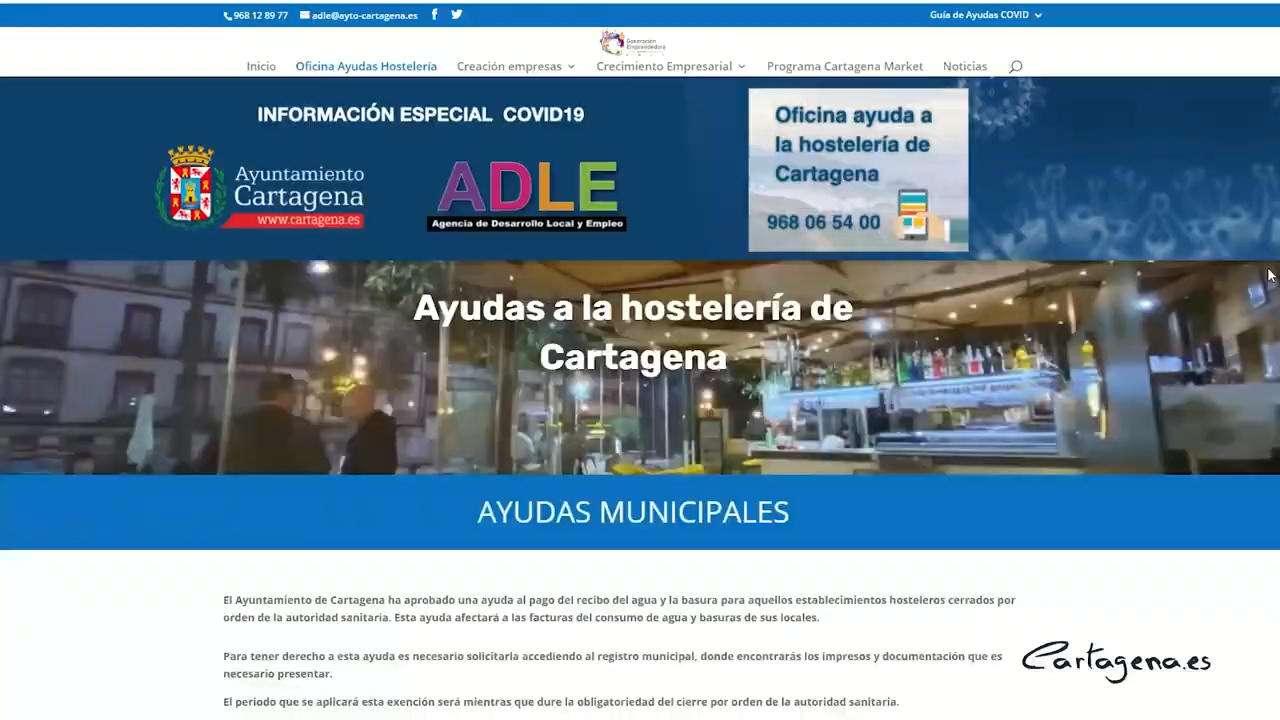 968 12 89 77 adle@ayto-cartagena.es Guía de Ayudas COVID
Generación
Emprendedora
Inicio Oficina Ayudas Hostelería Creación empresas Crecimiento Empresarial Programa Cartagena Market Noticias
INFORMACIÓN ESPECIAL COVID19
Ayuntamiento
Cartagena
www.cartagena.es
ADLE
Agencia de Desarrollo Local y Empleo
Oficina ayuda a
la hostelería de
Cartagena
968 06 54 00
Ayudas a la hostelería de
Cartagena
AYUDAS MUNICIPALES
El Ayuntamiento de Cartagena ha aprobado una ayuda al pago del recibo del agua y la basura para aquellos establecimientos hosteleros cerrados por
orden de la autoridad sanitaria. Esta ayuda afectará a las facturas del consumo de agua y basuras de sus locales.
Para tener derecho a esta ayuda es necesario solicitarla accediendo al registro municipal, donde encontrarás los impresos y documentación que es
necesario presentar.
El periodo que se aplicará esta exención será mientras que dure la obligatoriedad del cierre por orden de la autoridad sanitaria.
Cartagena.es